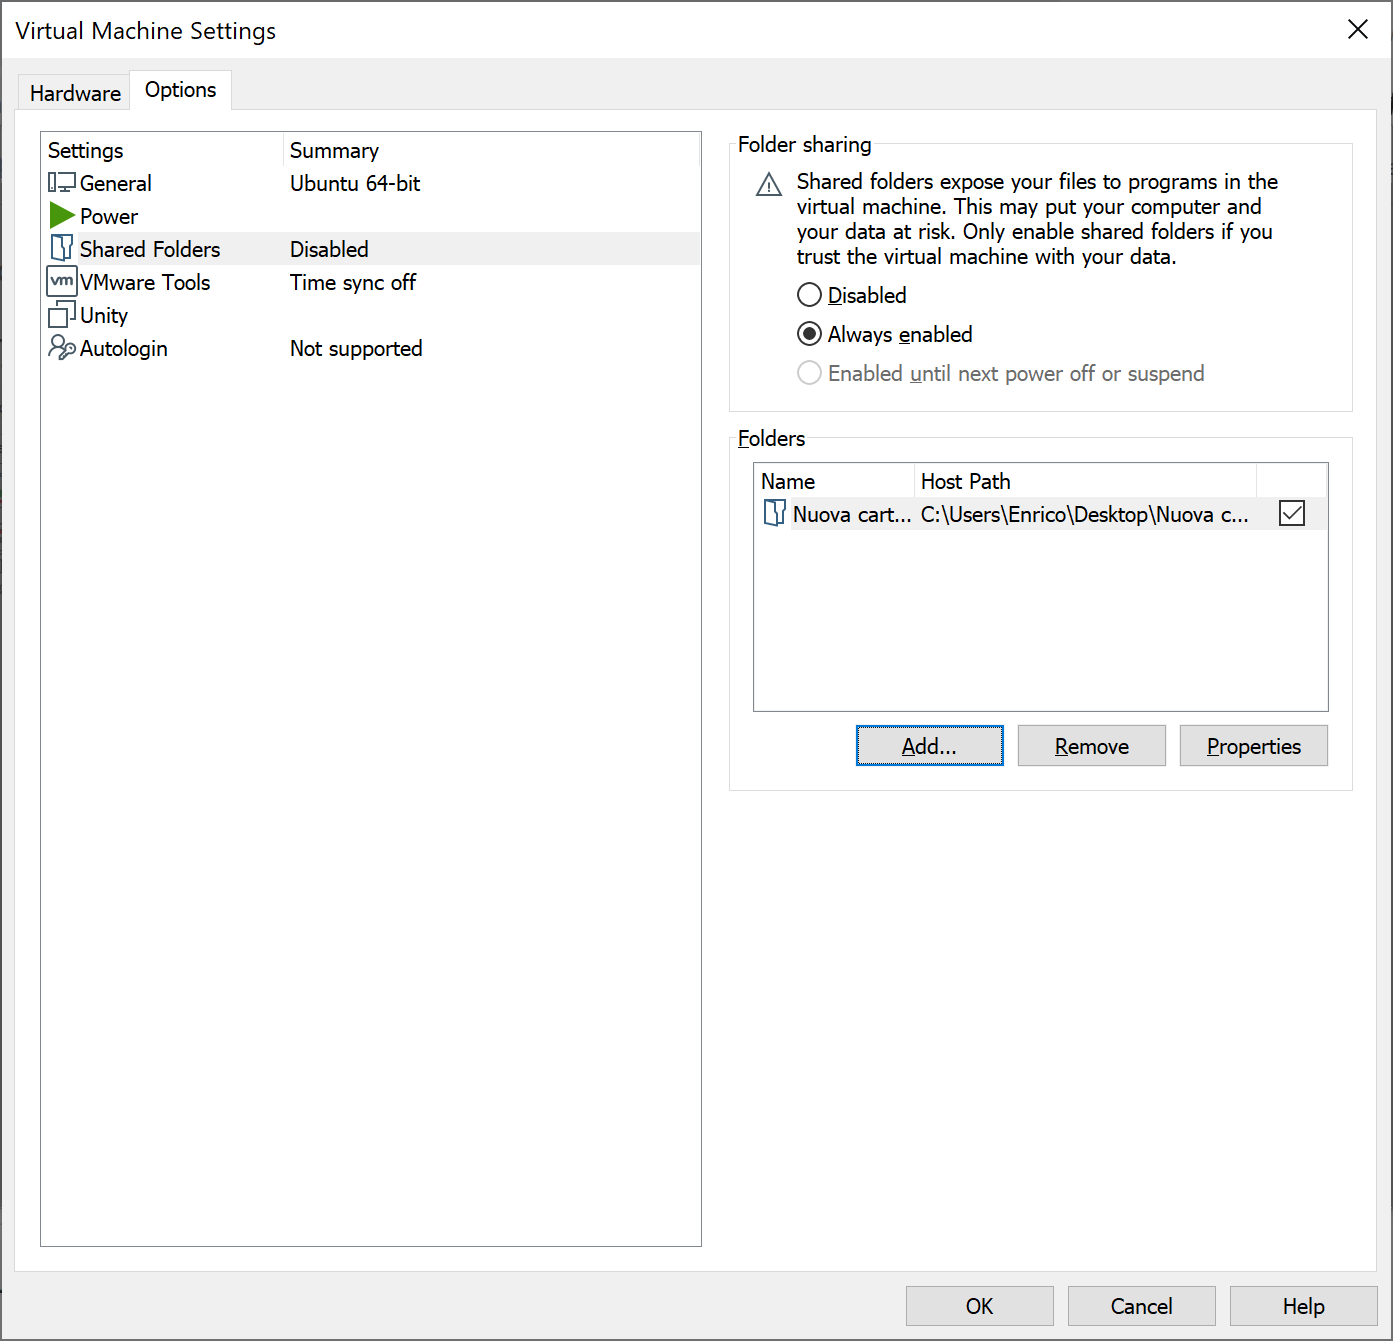 Virtual Machine Settings
Hardware
Options
Settings Summary
General Ubuntu 64-bit
Power
Shared Folders Disabled
vm VMware Tools Time sync off
Unity
Autologin Not supported
Folder sharing
Shared folders expose your files to programs in the
virtual machine. This may put your computer and
your data at risk. Only enable shared folders if you
trust the virtual machine with your data.
Disabled
Always enabled
Enabled until next power off or suspend
Folders
Name Host Path
Nuova cart... C:\Users\Enrico\Desktop\Nuova c...
Add... Remove Properties
OK Cancel Help